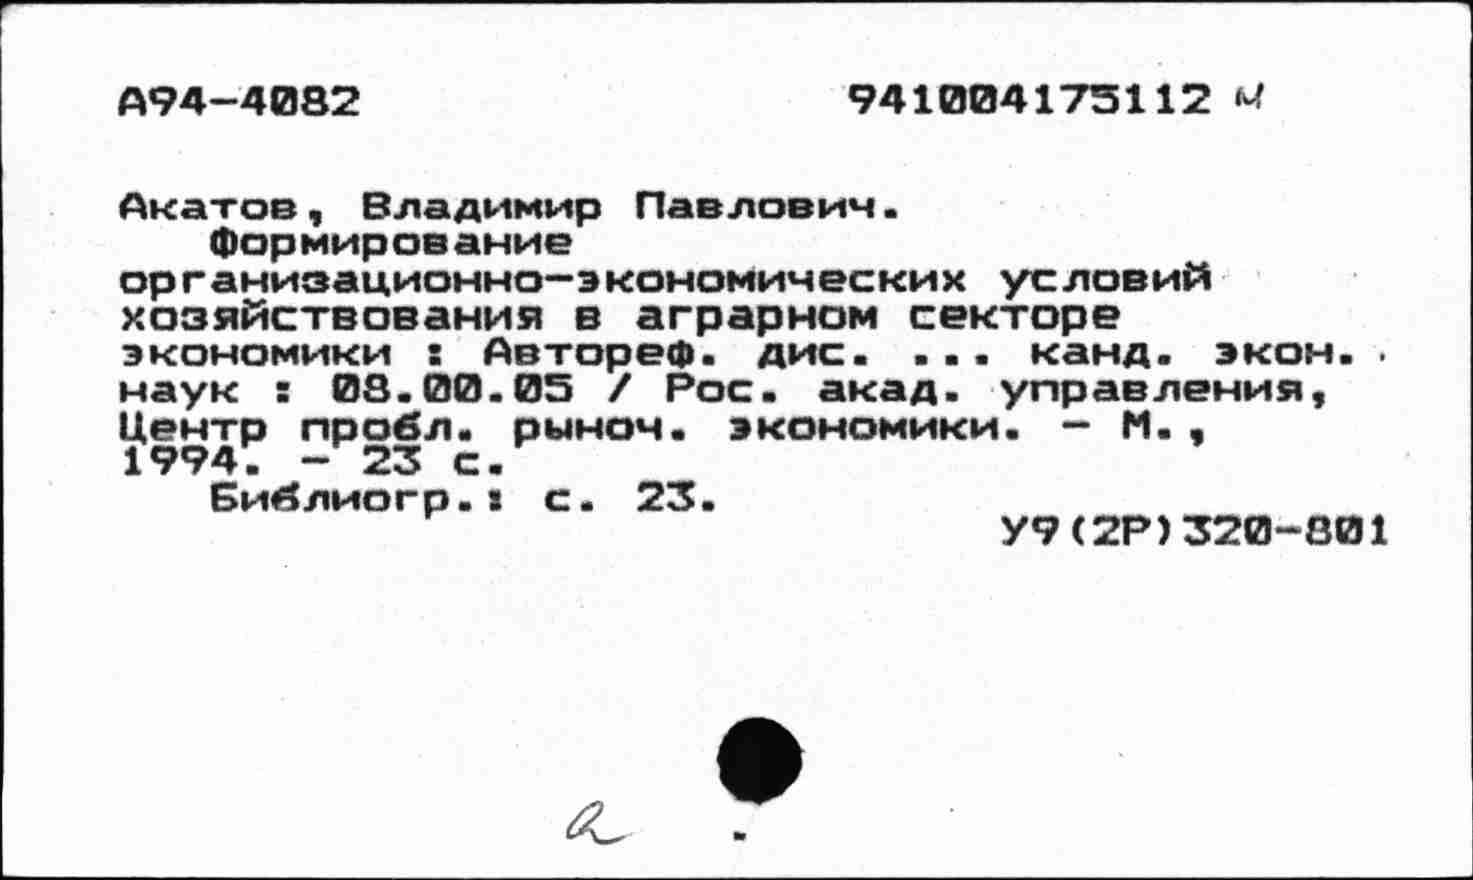 А94-4082 941004175112 м
Акатов, Владимир Павлович.
Формирование
организационно-экономических условий
хозяйствования в аграрном секторе
экономики : Автореф. дис. ... канд. экон.
наук : 08.00.05 / Рос. акад. управления,
Центр пробл. рыноч. экономики. - М.,
1994. - 23 с.
Библиогр.: с. 23.
У9(2Р)320-801
а